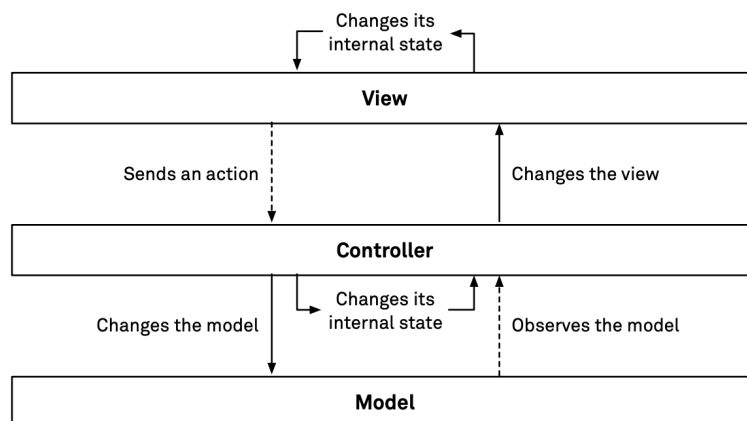 Changes its
internal state
View
Sends an action
Changes the view
Controller
Changes its
internal state
Changes the model
Observes the model
Model